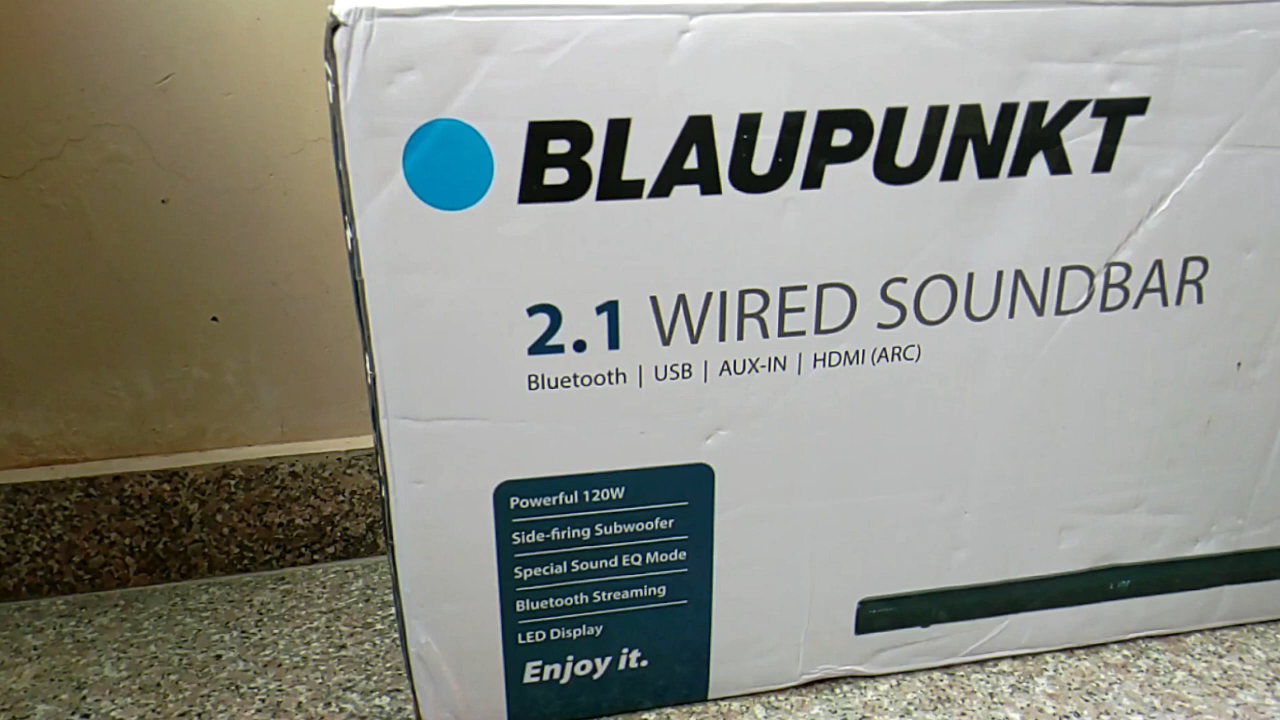 BLAUPUNKT
2.1 WIRED SOUNDBAR
Bluetooth | USB | AUX-IN | HDMI (ARC)
Powerful 120W
Side-firing Subwoofer
Special Sound EQ Mode
Bluetooth Streaming
LED Display
Enjoy it.